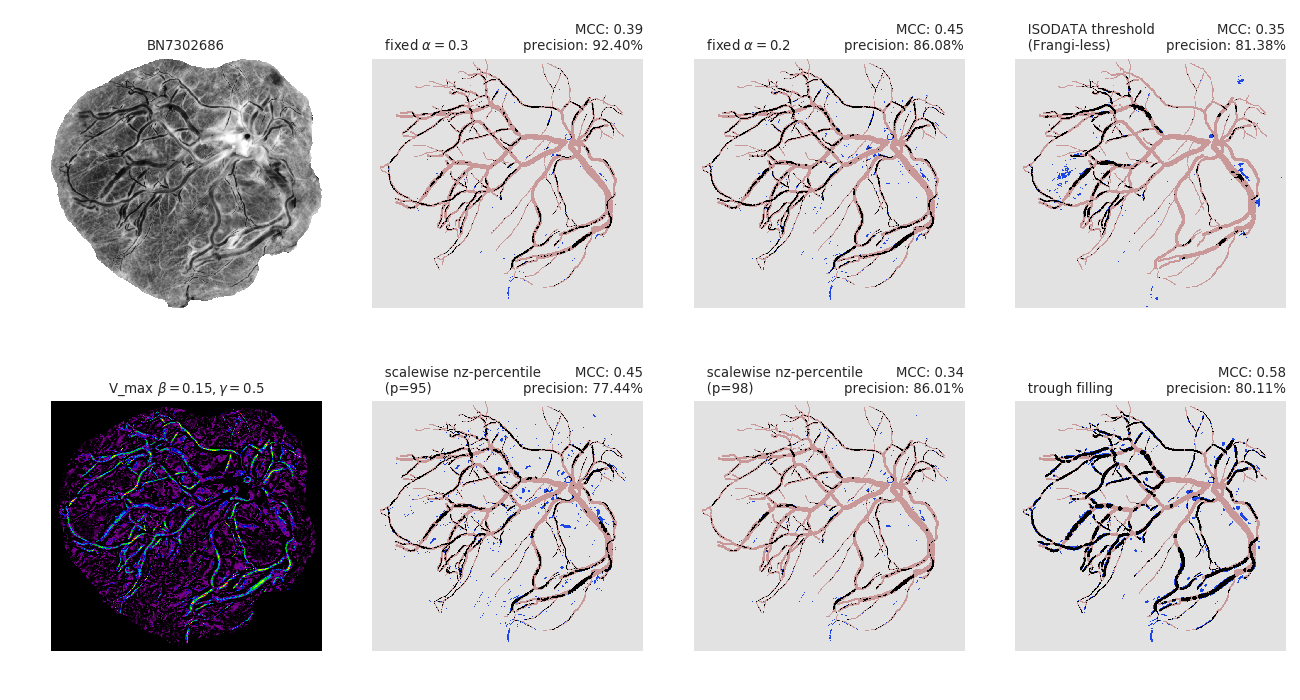 BN7302686
fixed α = 0.3
MCC: 0.39
precision: 92.40%
fixed α = 0.2
MCC: 0.45
precision: 86.08%
ISODATA threshold
(Frangi-less)
MCC: 0.35
precision: 81.38%
V_max β = 0.15, γ = 0.5
scalewise nz-percentile
(p=95)
MCC: 0.45
precision: 77.44%
scalewise nz-percentile
(p=98)
MCC: 0.34
precision: 86.01%
trough filling
MCC: 0.58
precision: 80.11%